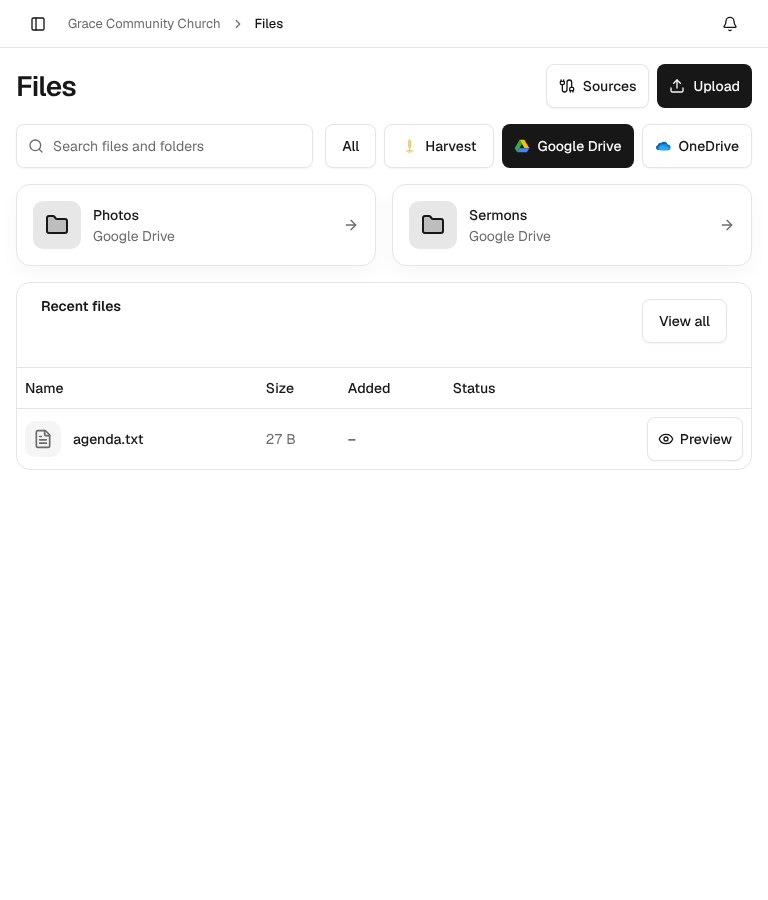 Grace Community Church > Files
Files
Sources
Upload
Search files and folders
All
Harvest
Google Drive
OneDrive
Photos
Google Drive
Sermons
Google Drive
Recent files
View all
Name Size Added Status
agenda.txt 27 B – Preview